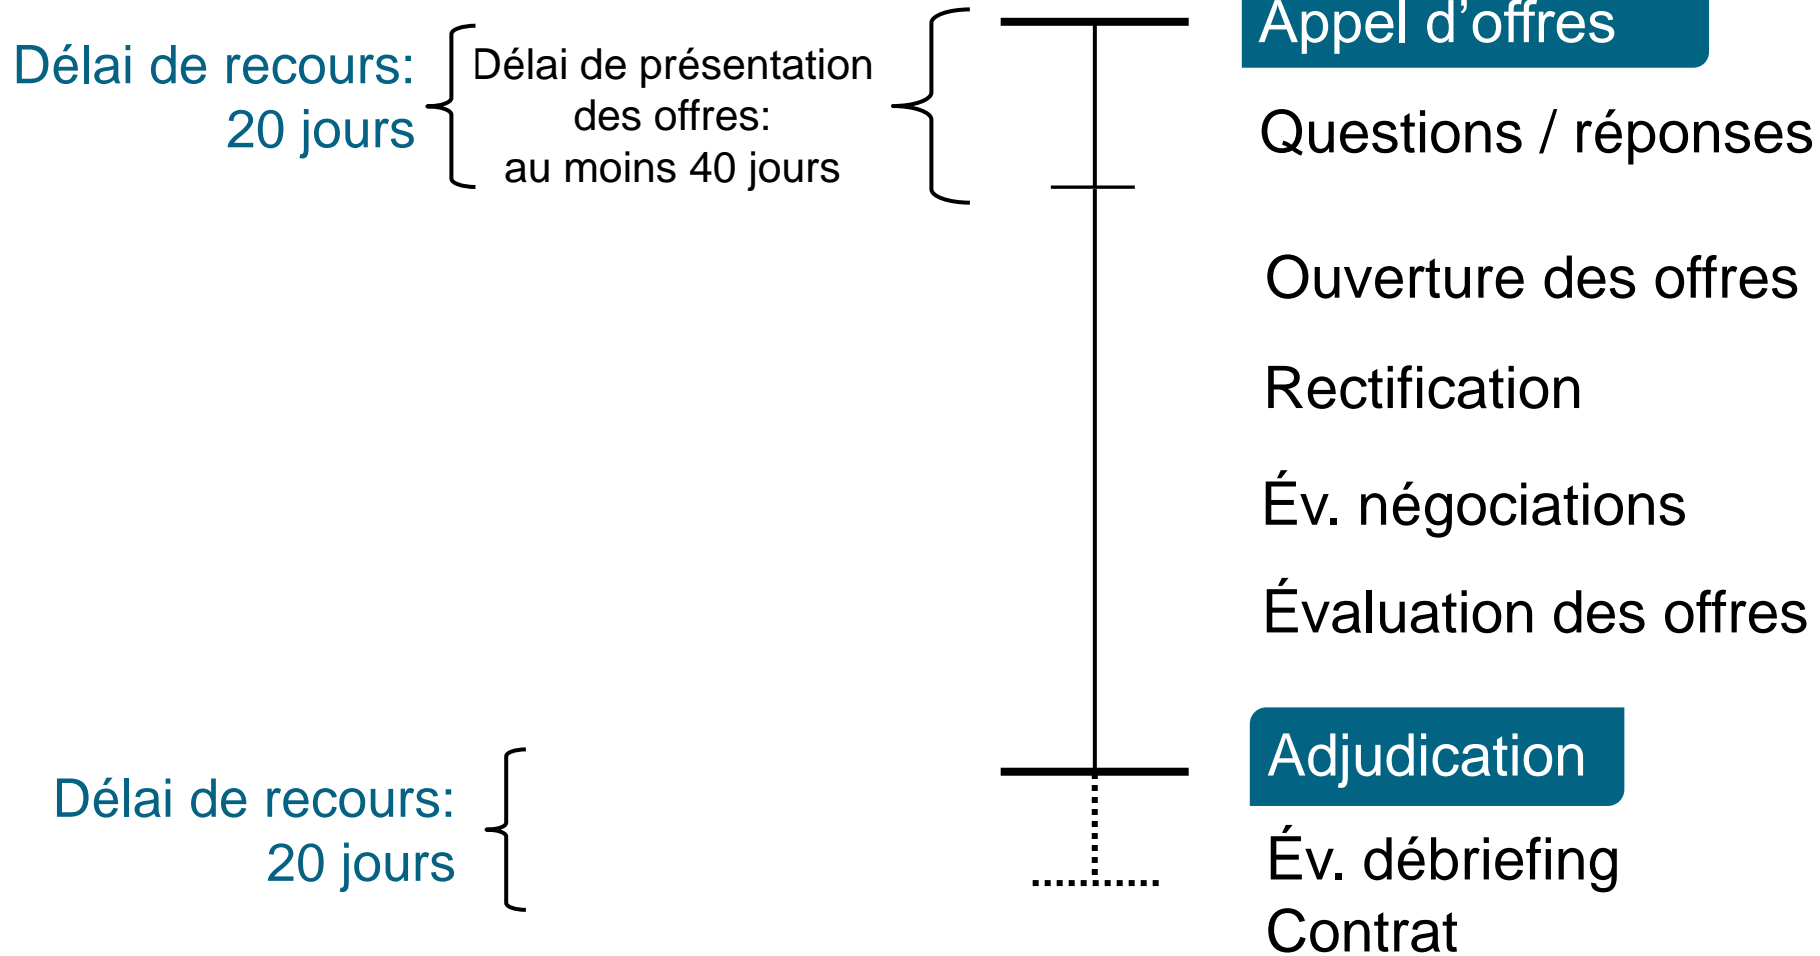 Appel d’offres
Délai de recours:
20 jours
Délai de présentation
des offres:
au moins 40 jours
Questions / réponses
Ouverture des offres
Rectification
Év. négociations
Évaluation des offres
Adjudication
Délai de recours:
20 jours
Év. débriefing
Contrat